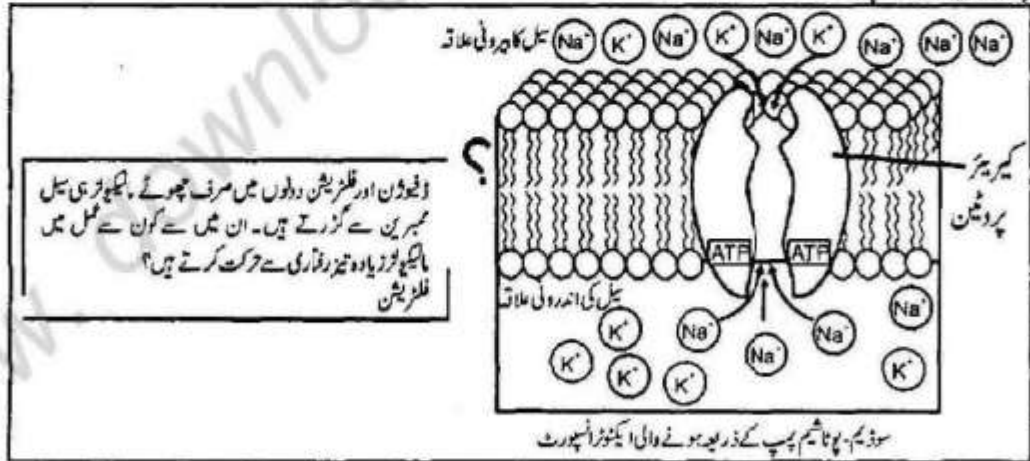 سیل کا بیرونی علاقہ Na⁺ K⁺ Na⁺ K⁺ Na⁺ K⁺ Na⁺ Na⁺ Na⁺
؟
کیریئر
پروٹین
ڈفیوژن اور فلٹریشن دونوں میں صرف چھوٹے مالیکیولز ہی سیل
ممبرین سے گزرتے ہیں۔ ان میں سے کون سے عمل میں
مالیکیولز زیادہ تیز رفتاری سے حرکت کرتے ہیں؟
فلٹریشن
ATP ATP
سیل کی اندرونی علاقہ
Na⁺
K⁺ Na⁺ Na⁺
K⁺ Na⁺ K⁺
K⁺ K⁺
سوڈیم-پوٹاشیم پمپ کے ذریعہ ہونے والی ایکٹو ٹرانسپورٹ